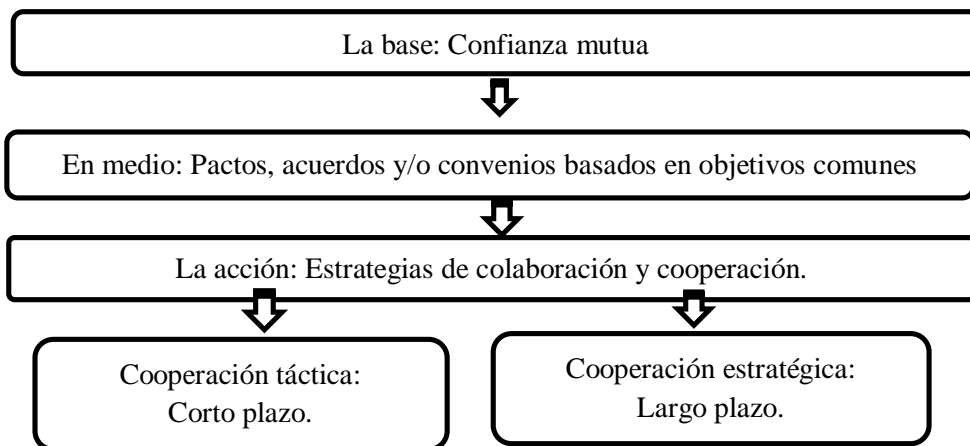 La base: Confianza mutua
En medio: Pactos, acuerdos y/o convenios basados en objetivos comunes
La acción: Estrategias de colaboración y cooperación.
Cooperación táctica:
Corto plazo.
Cooperación estratégica:
Largo plazo.